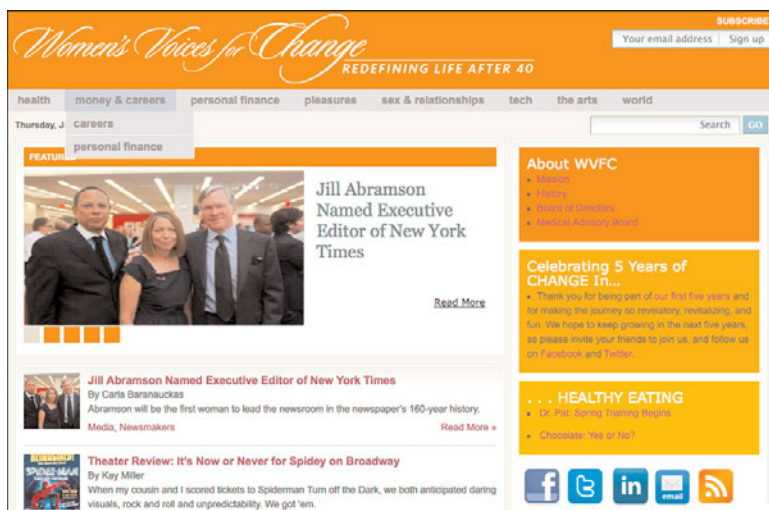 SUBSCRIBE
Women's Voices for Change
REDEFINING LIFE AFTER 40
Your email address Sign up
health money & careers personal finance pleasures sex & relationships tech the arts world
Thursday, J
careers
personal finance
Search GO
FEATURE
Jill Abramson
Named Executive
Editor of New York
Times
Read More
Jill Abramson Named Executive Editor of New York Times
By Carla Baranauckas
Abramson will be the first woman to lead the newsroom in the newspaper's 160-year history.
Media, Newsmakers Read More »
Theater Review: It's Now or Never for Spidey on Broadway
By Kay Miller
When my cousin and I scored tickets to Spiderman Turn off the Dark, we both anticipated daring
visuals, rock and roll and unpredictability. We got 'em.
SPIDER-MAN
About WVFC
Mission
History
Board of Directors
Medical Advisory Board
Celebrating 5 Years of
CHANGE In...
Thank you for being part of our first five years and
for making the journey so revelatory, revitalizing, and
fun. We hope to keep growing in the next five years,
so please invite your friends to join us, and follow us
on Facebook and Twitter.
. . . HEALTHY EATING
Dr. Pat: Spring Training Begins
Chocolate: Yes or No?
f t in email